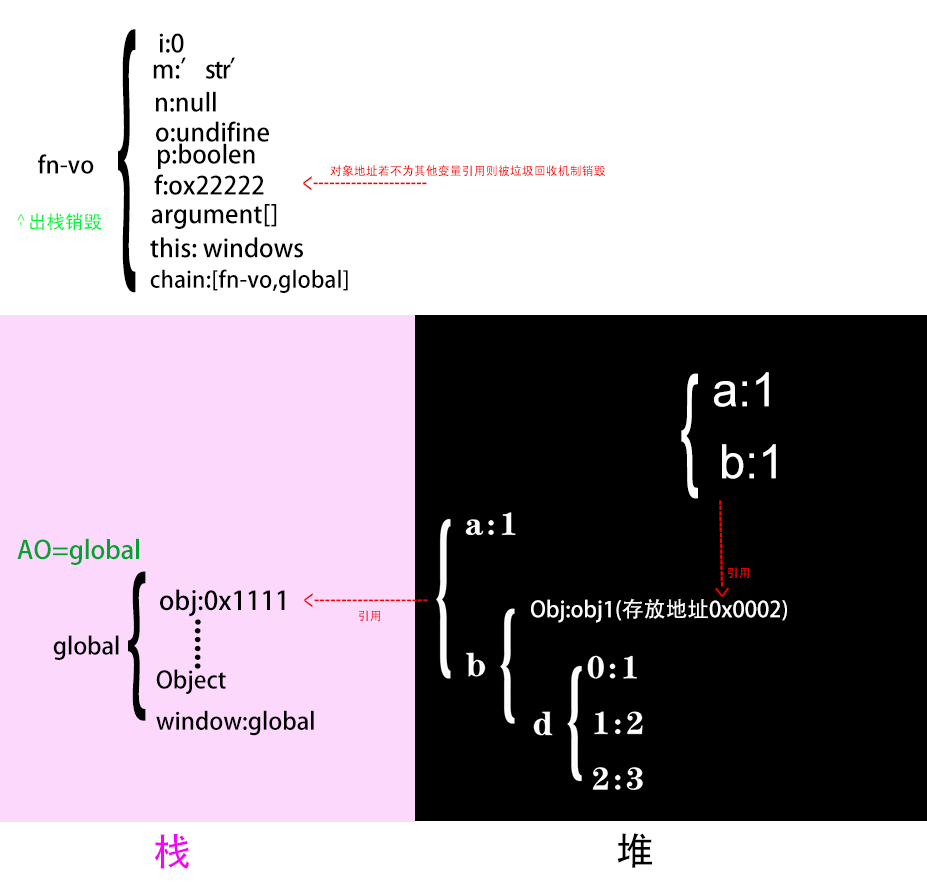 i:0
m:′ str′
n:null
o:undifine
p:boolen
fn-vo
f:ox22222
对象地址若不为其他变量引用则被垃圾回收机制销毁
^出栈销毁
argument[]
this: windows
chain:[fn-vo,global]
a:1
b:1
引用
a:1
AO=global
obj:0x1111
引用
Obj:obj1(存放地址0x0002)
global
b
0:1
Object
window:global
d
1:2
2:3
栈
堆